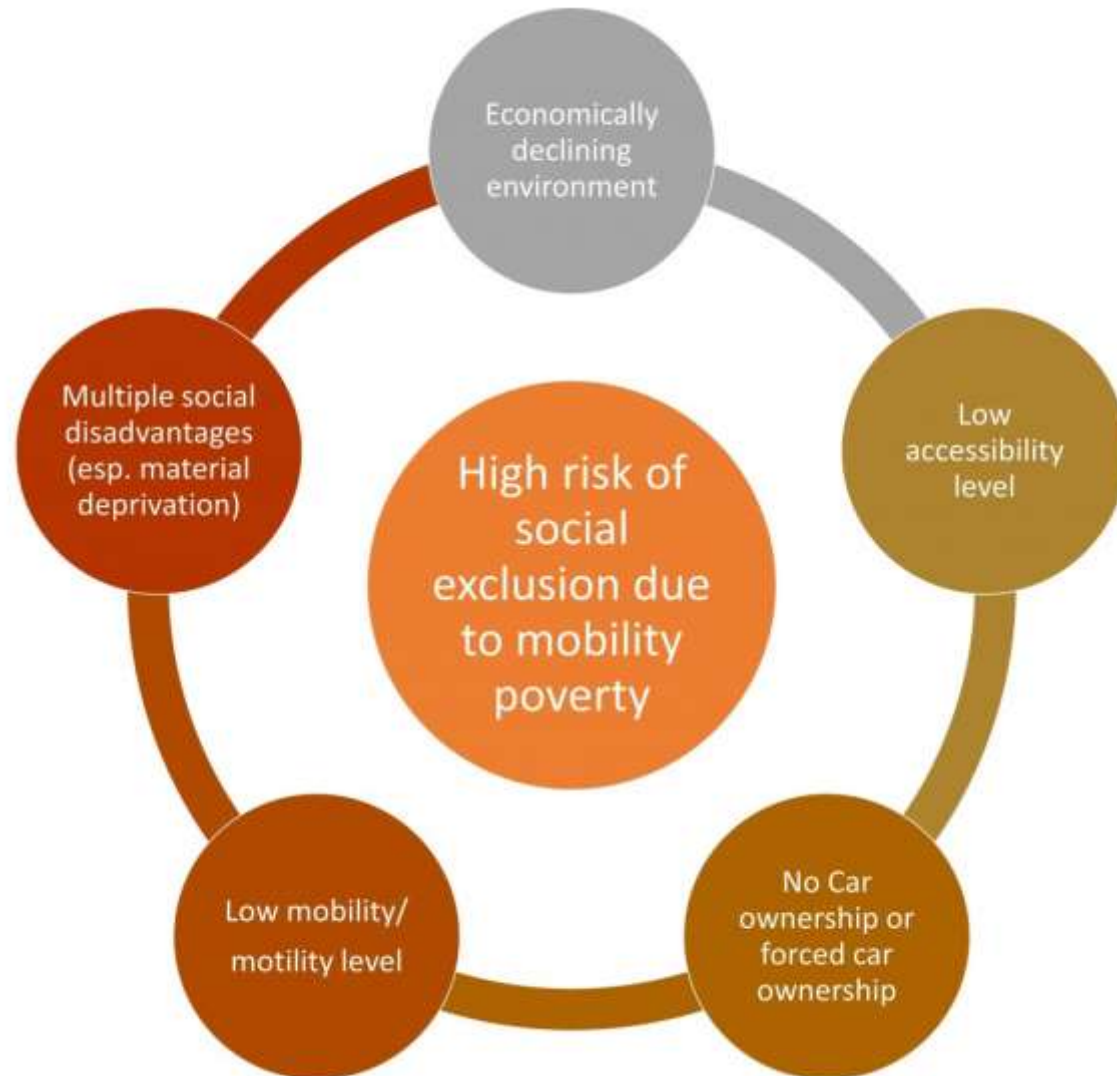 Economically
declining
environment
Multiple social
disadvantages
(esp. material
deprivation)
Low
accessibility
level
High risk of
social
exclusion due
to mobility
poverty
Low mobility/
motility level
No Car
ownership or
forced car
ownership